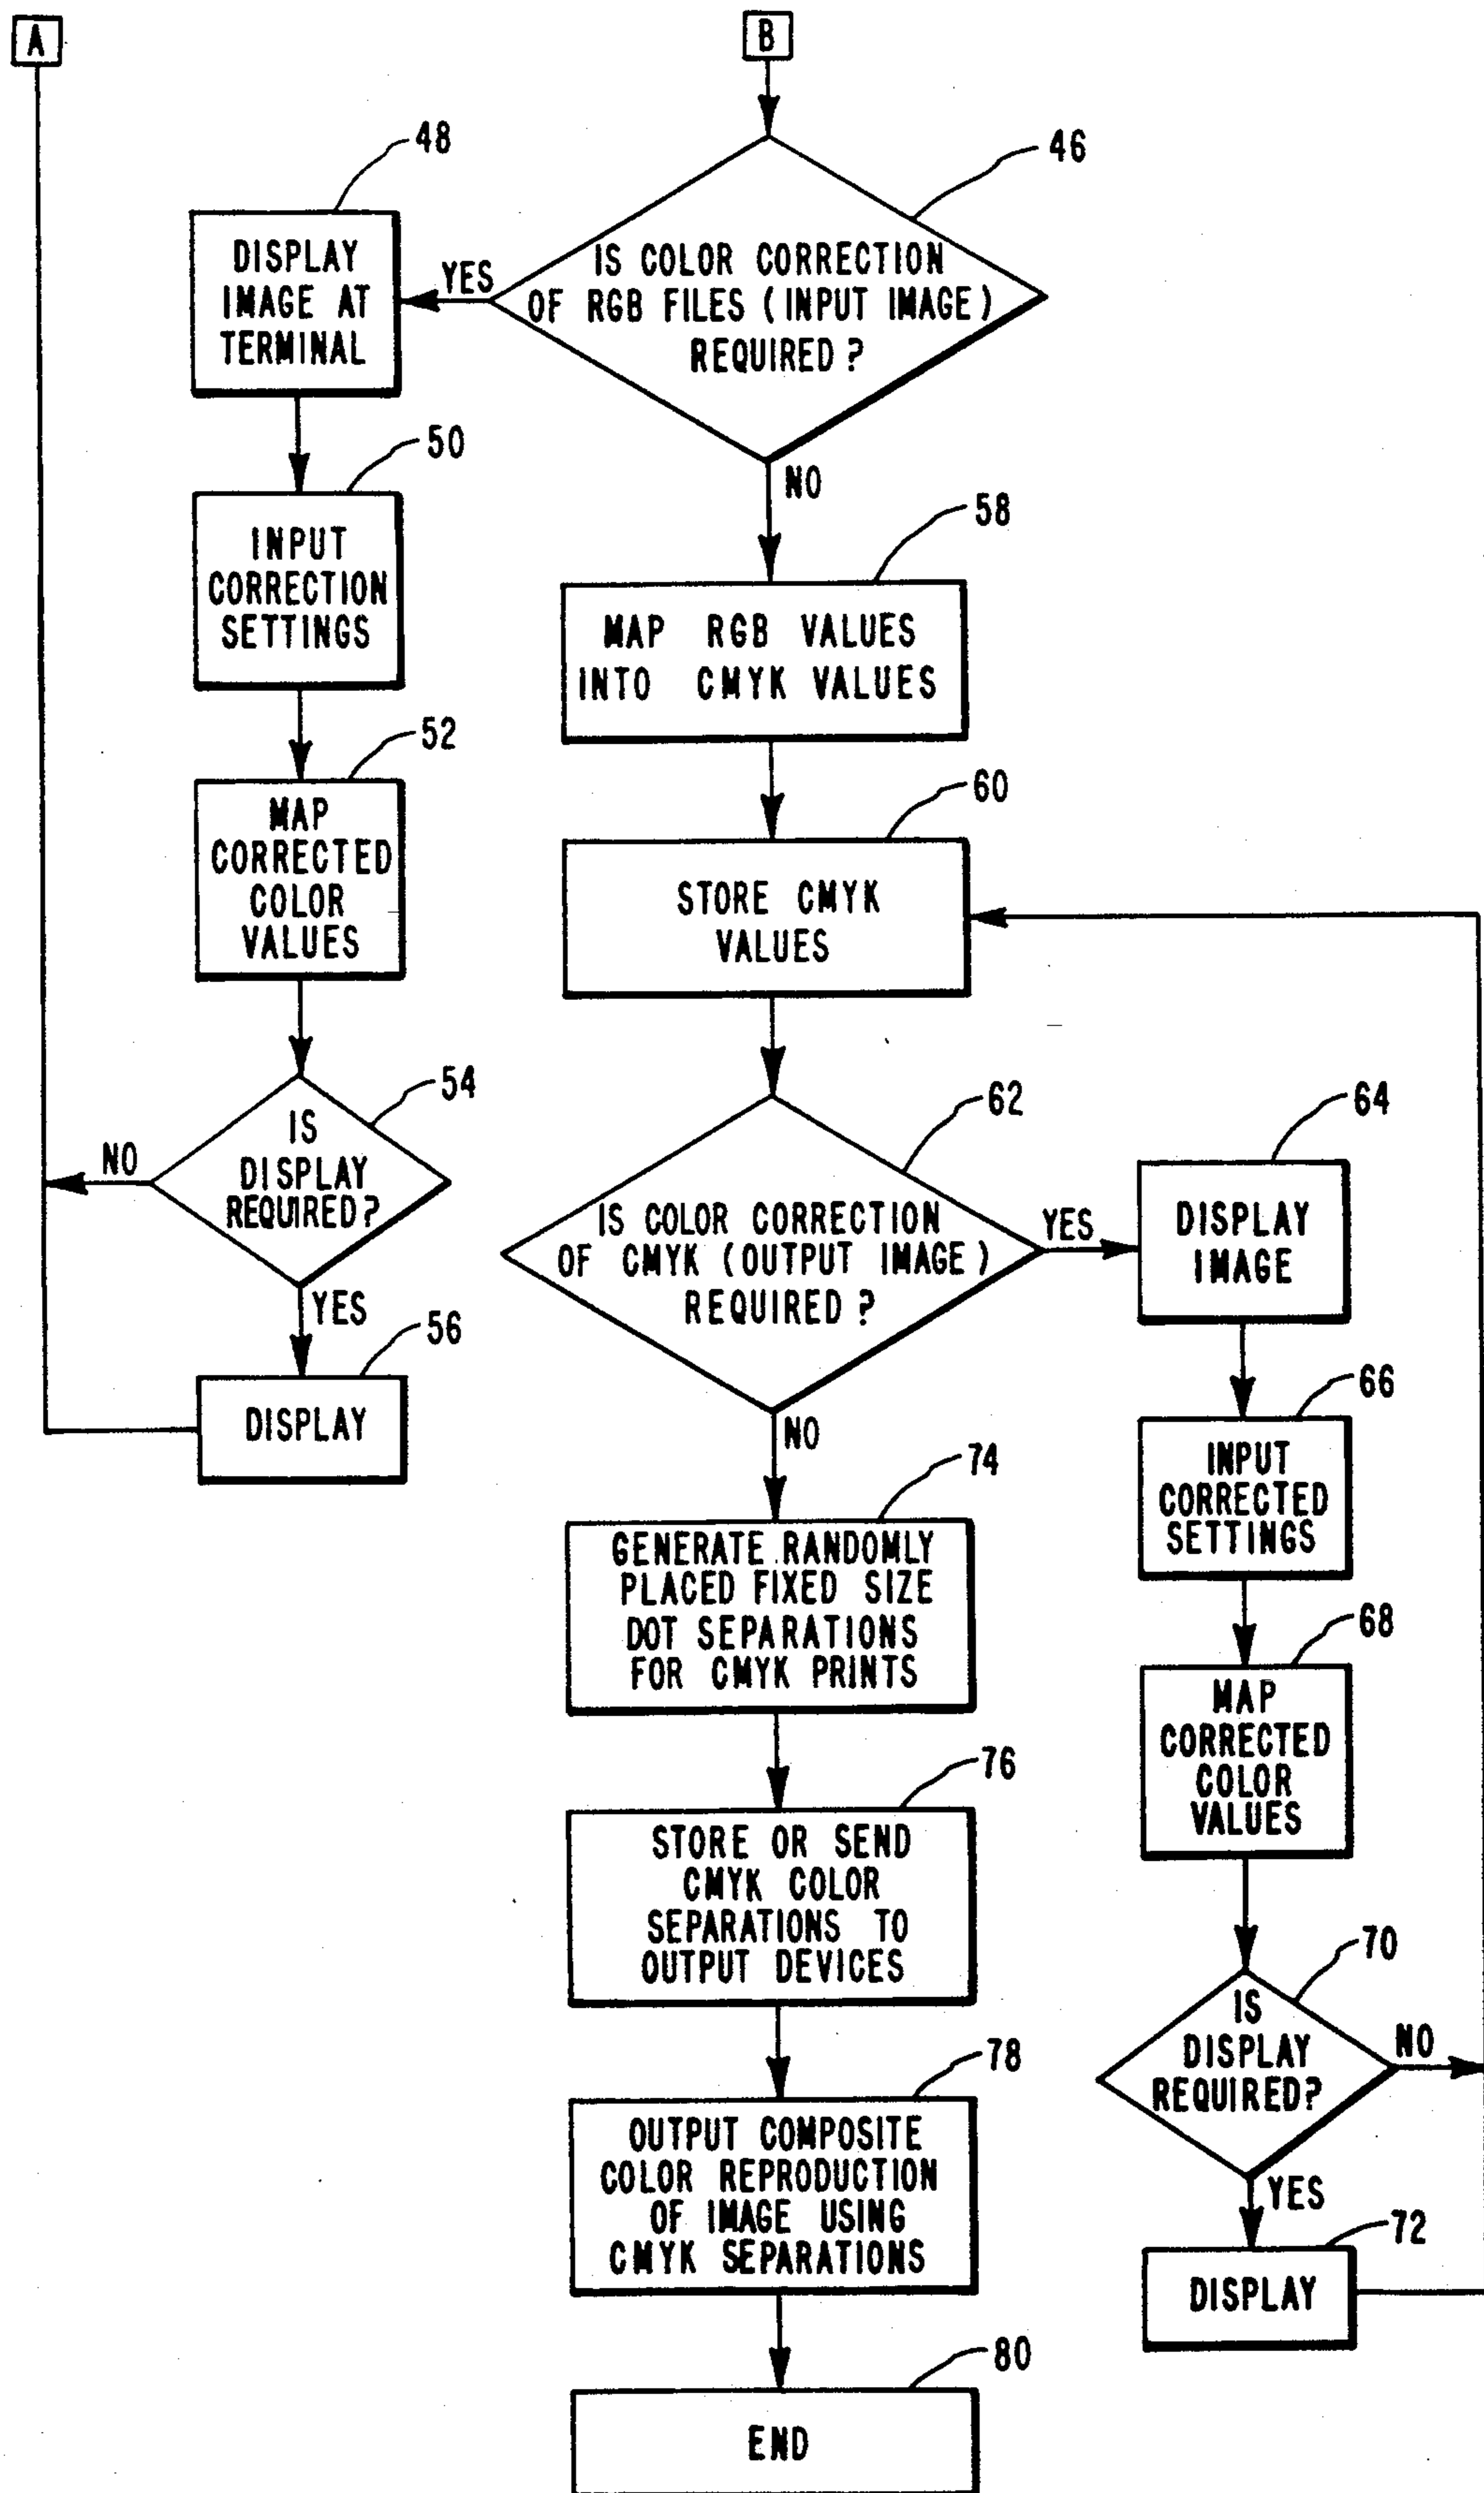 A
B
46
IS COLOR CORRECTION
OF RGB FILES (INPUT IMAGE)
REQUIRED?
YES
NO
48
DISPLAY
IMAGE AT
TERMINAL
50
INPUT
CORRECTION
SETTINGS
52
MAP
CORRECTED
COLOR
VALUES
54
IS
DISPLAY
REQUIRED?
NO
YES
56
DISPLAY
58
MAP RGB VALUES
INTO CMYK VALUES
60
STORE CMYK
VALUES
62
IS COLOR CORRECTION
OF CMYK (OUTPUT IMAGE)
REQUIRED?
YES
NO
64
DISPLAY
IMAGE
66
INPUT
CORRECTED
SETTINGS
68
MAP
CORRECTED
COLOR
VALUES
70
IS
DISPLAY
REQUIRED?
NO
YES
72
DISPLAY
74
GENERATE RANDOMLY
PLACED FIXED SIZE
DOT SEPARATIONS
FOR CMYK PRINTS
76
STORE OR SEND
CMYK COLOR
SEPARATIONS TO
OUTPUT DEVICES
78
OUTPUT COMPOSITE
COLOR REPRODUCTION
OF IMAGE USING
CMYK SEPARATIONS
80
END